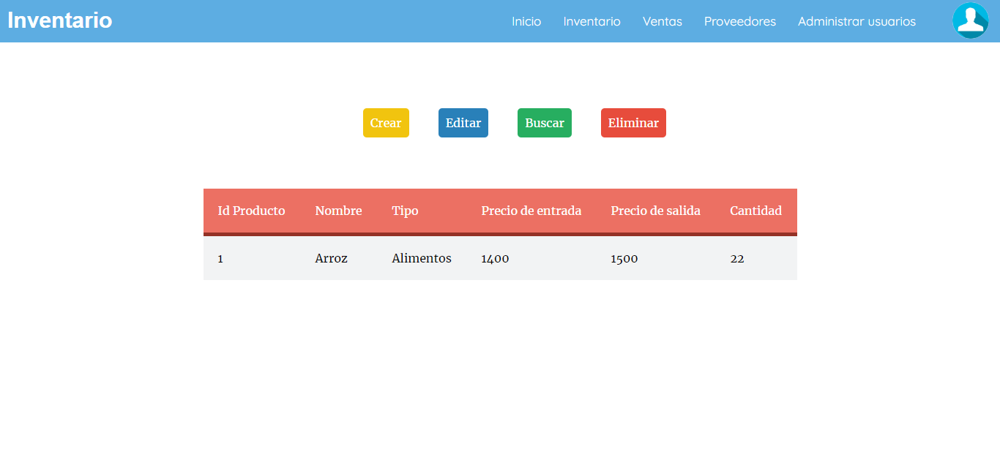 Inventario Inicio Inventario Ventas Proveedores Administrar usuarios
Crear Editar Buscar Eliminar
Id Producto Nombre Tipo Precio de entrada Precio de salida Cantidad
1 Arroz Alimentos 1400 1500 22